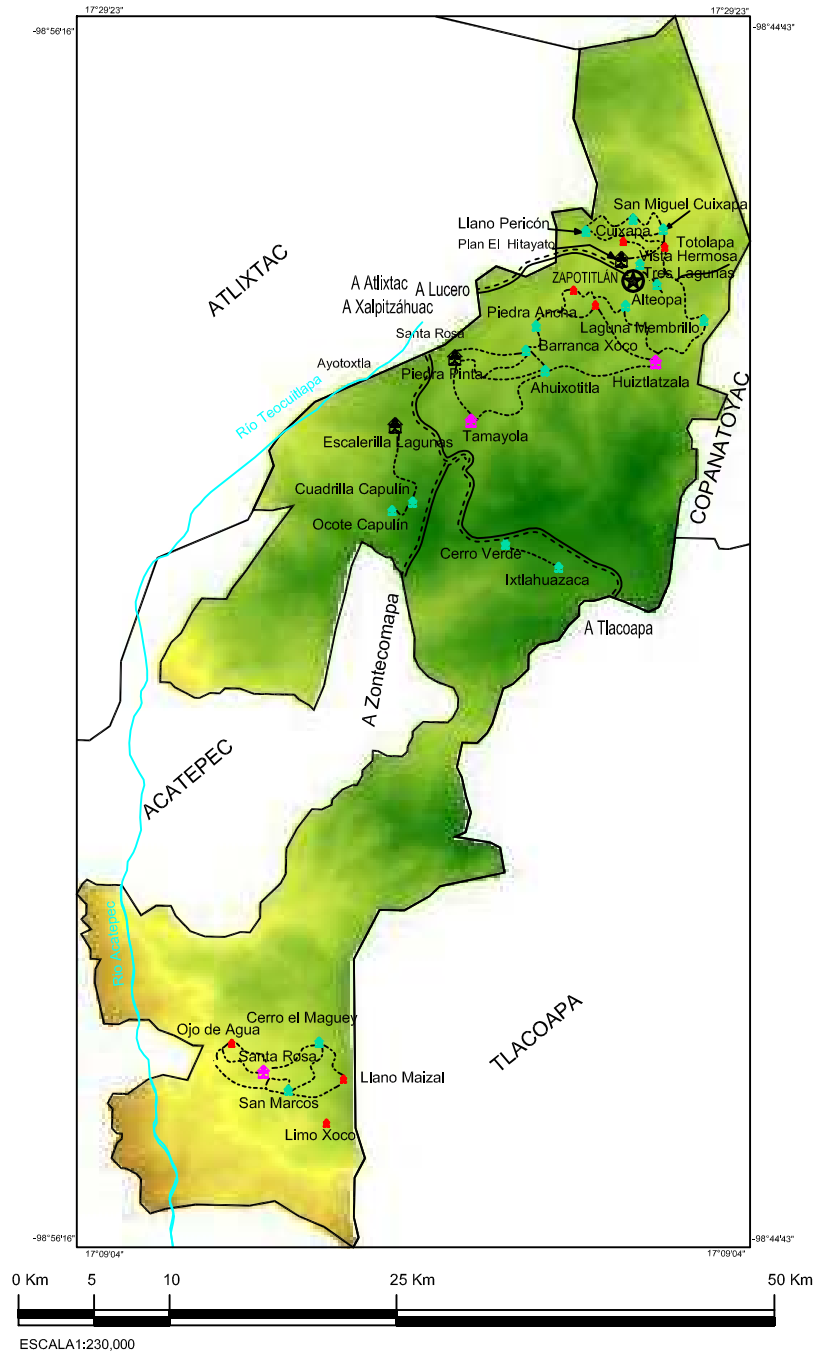 17°29'23"
17°29'23"
-98°56'16"
-98°44'43"
San Miguel Cuixapa
Llano Pericón
Cuixapa
Plan El Hitayato
Totolapa
Vista Hermosa
ATLIXTAC
ZAPOTITLÁN
Tres Lagunas
A Atlixtac
A Lucero
A Xalpitzáhuac
Alteopa
Piedra Ancha
Laguna Membrillo
Santa Rosa
Barranca Xoco
Ayotoxtla
Piedra Pinta
Ahuixotitla
Huiztlatzala
Río Teocuitlapa
COPANATOYAC
Tamayola
Escalerilla Lagunas
Cuadrilla Capulín
Ocote Capulín
Cerro Verde
Ixtlahuazaca
A Tlacoapa
A Zontecomapa
ACATEPEC
Río Acatepec
TLACOAPA
Cerro el Maguey
Ojo de Agua
Santa Rosa
Llano Maizal
San Marcos
Limo Xoco
-98°56'16"
-98°44'43"
17°09'04"
17°09'04"
0 Km 5 10 25 Km 50 Km
ESCALA1:230,000